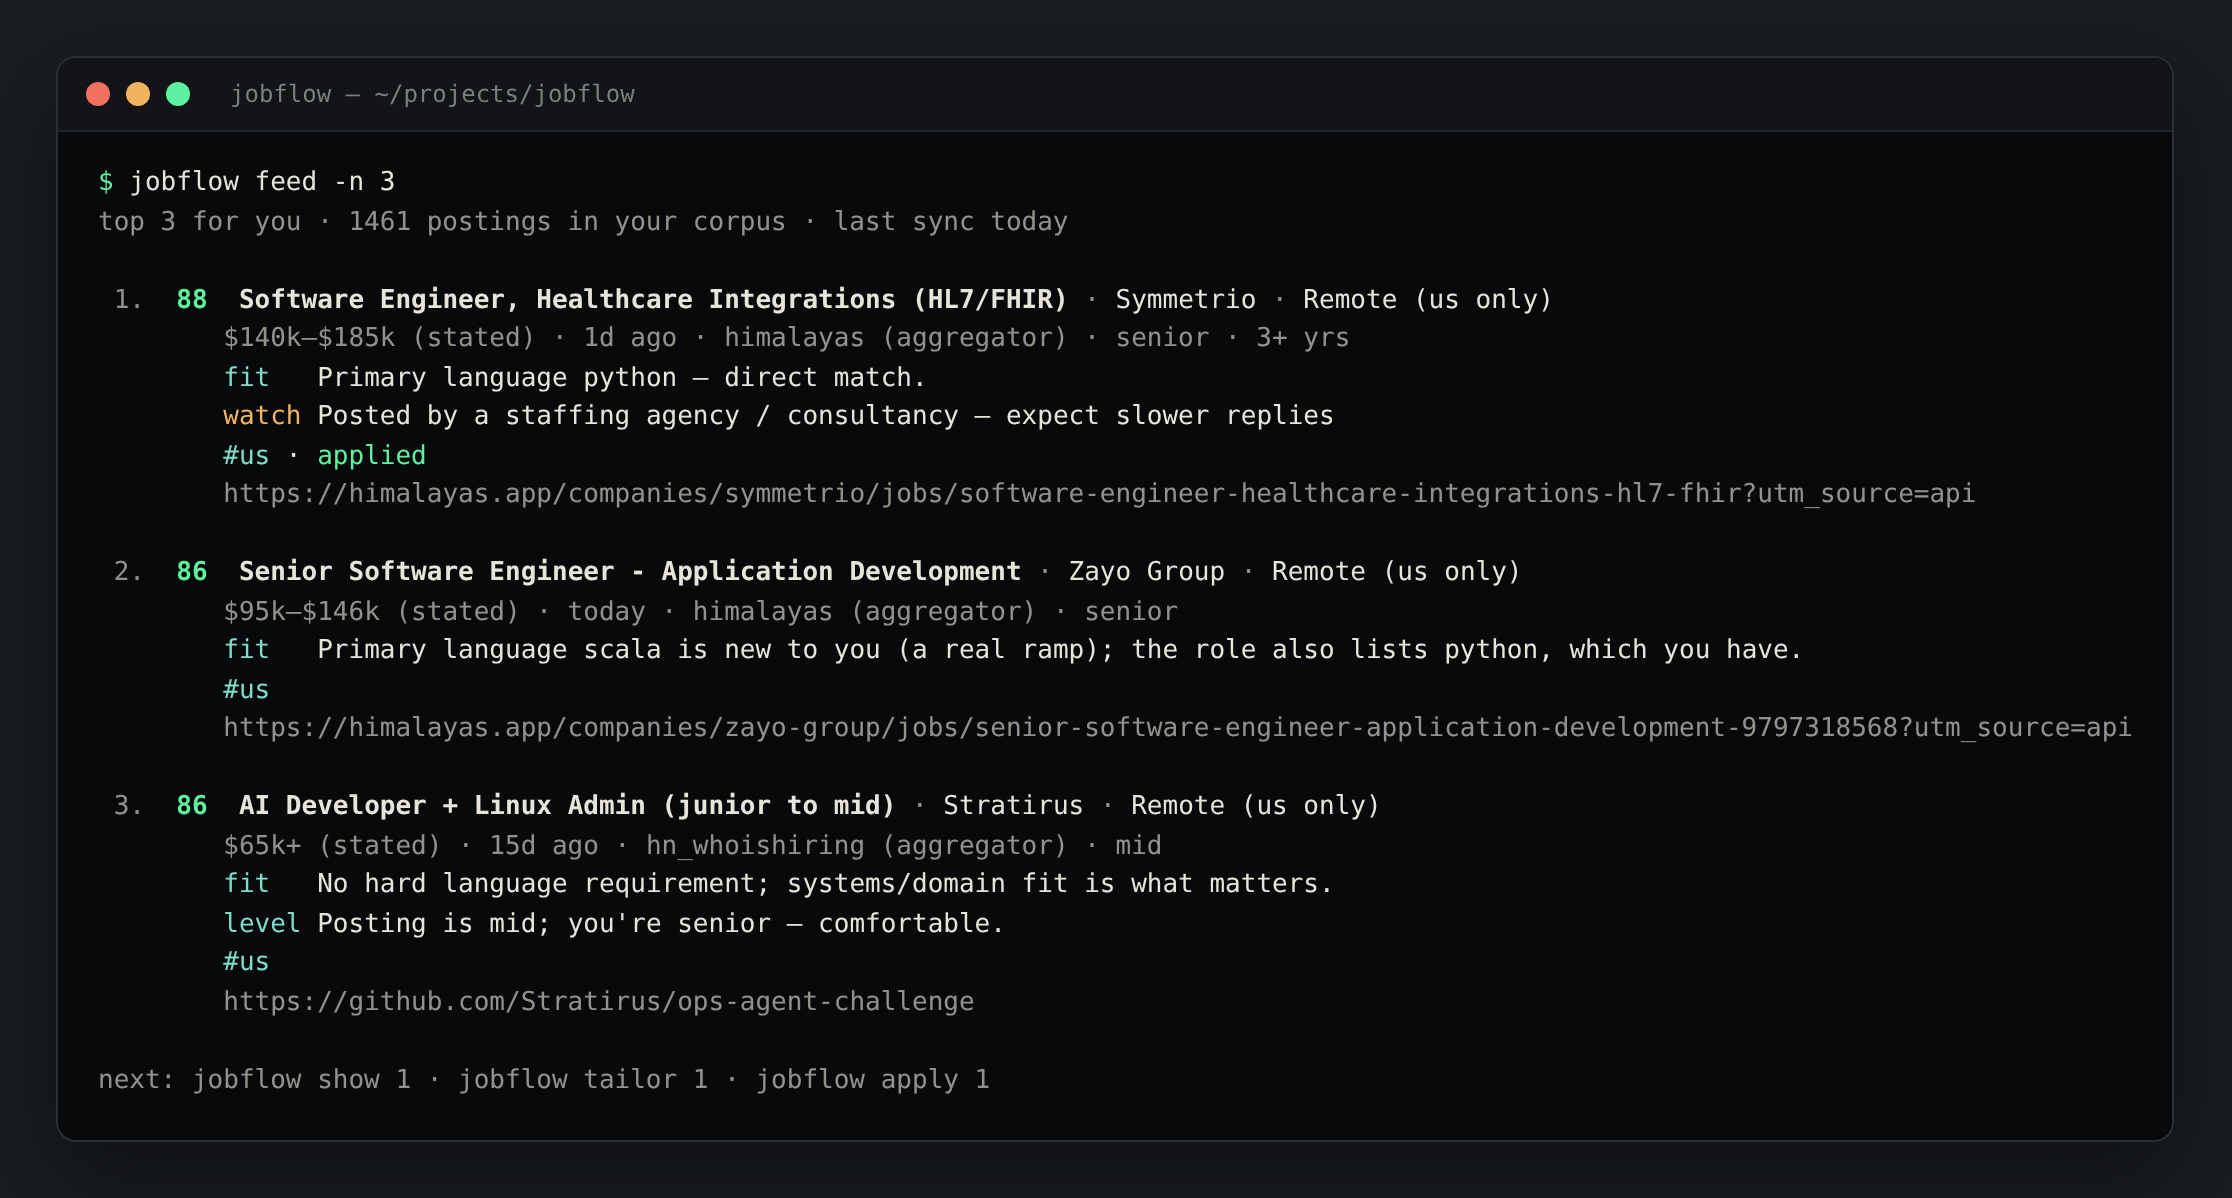 jobflow — ~/projects/jobflow
$ jobflow feed -n 3
top 3 for you · 1461 postings in your corpus · last sync today
1. 88 Software Engineer, Healthcare Integrations (HL7/FHIR) · Symmetrio · Remote (us only)
$140k–$185k (stated) · 1d ago · himalayas (aggregator) · senior · 3+ yrs
fit Primary language python — direct match.
watch Posted by a staffing agency / consultancy — expect slower replies
#us · applied
https://himalayas.app/companies/symmetrio/jobs/software-engineer-healthcare-integrations-hl7-fhir?utm_source=api
2. 86 Senior Software Engineer - Application Development · Zayo Group · Remote (us only)
$95k–$146k (stated) · today · himalayas (aggregator) · senior
fit Primary language scala is new to you (a real ramp); the role also lists python, which you have.
#us
https://himalayas.app/companies/zayo-group/jobs/senior-software-engineer-application-development-9797318568?utm_source=api
3. 86 AI Developer + Linux Admin (junior to mid) · Stratirus · Remote (us only)
$65k+ (stated) · 15d ago · hn_whoishiring (aggregator) · mid
fit No hard language requirement; systems/domain fit is what matters.
level Posting is mid; you're senior — comfortable.
#us
https://github.com/Stratirus/ops-agent-challenge
next: jobflow show 1 · jobflow tailor 1 · jobflow apply 1